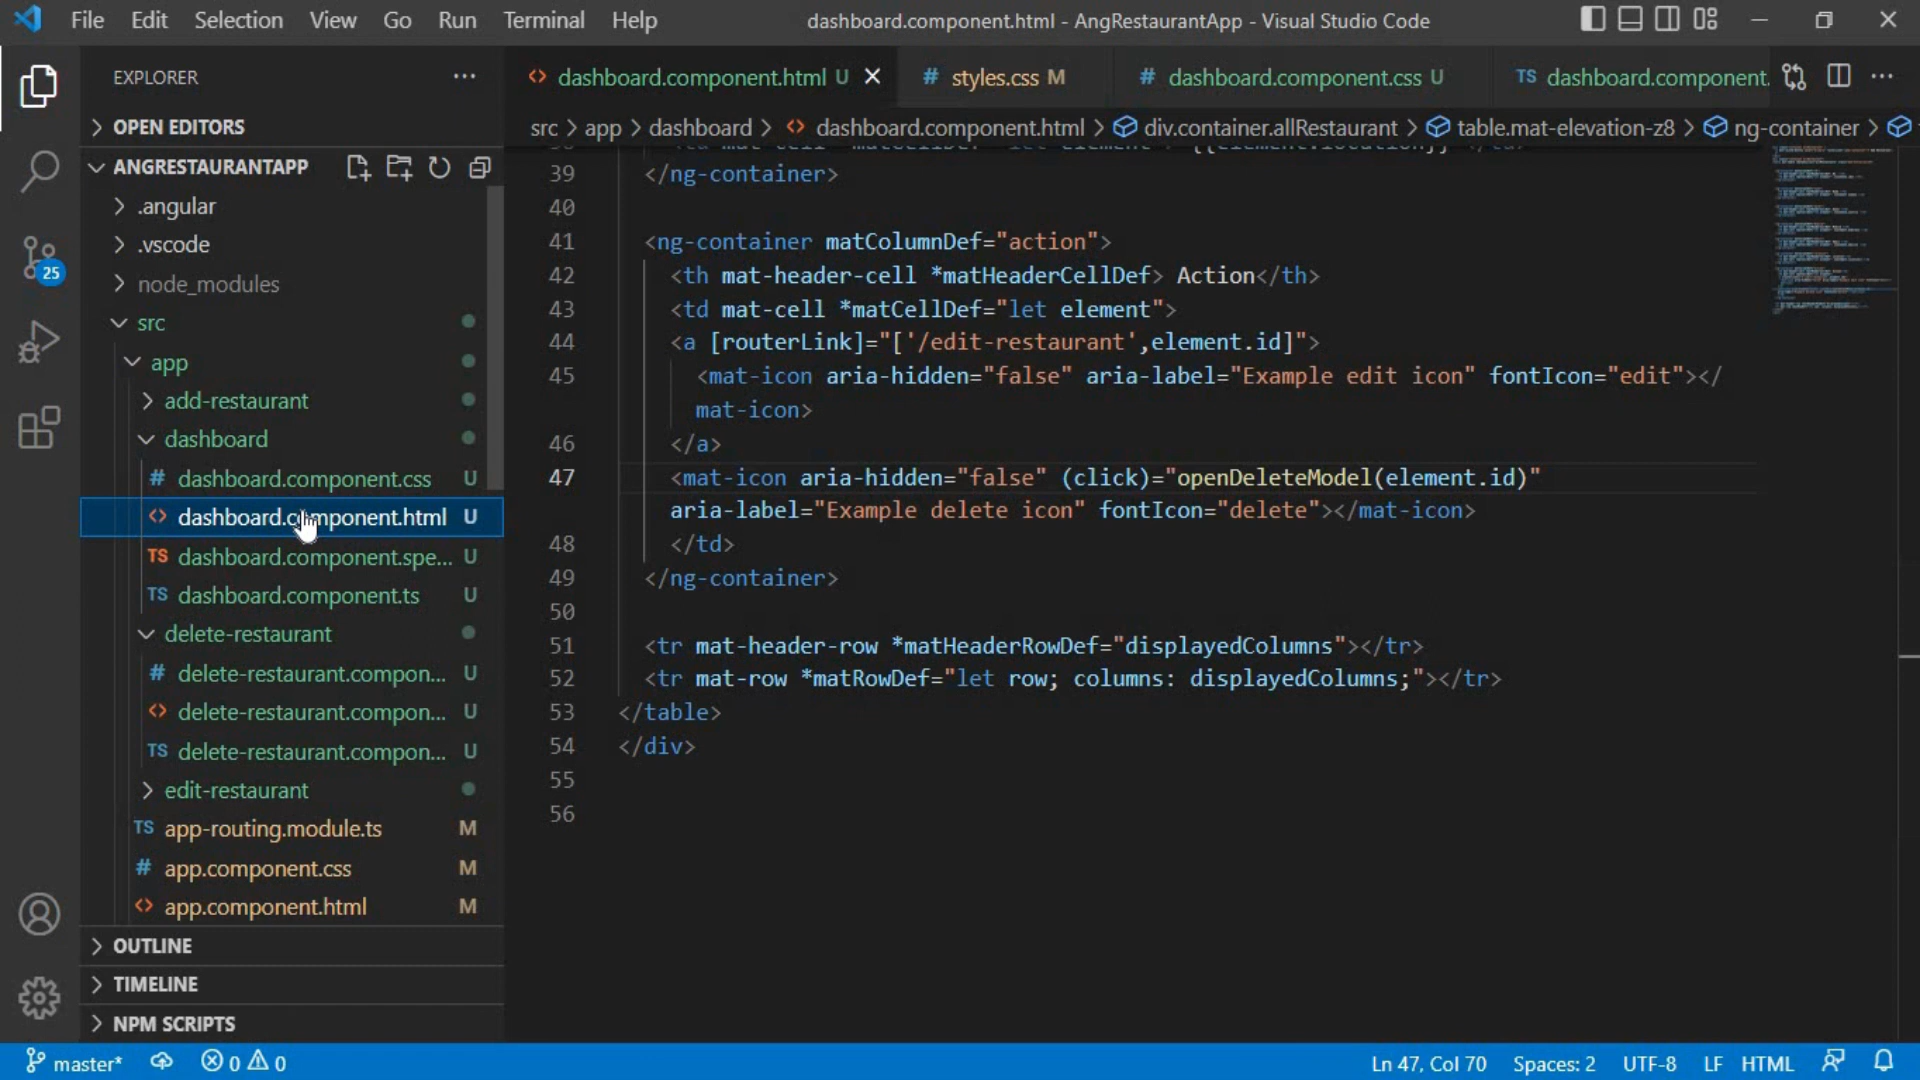 File Edit Selection View Go Run Terminal Help
dashboard.component.html - AngRestaurantApp - Visual Studio Code
EXPLORER
OPEN EDITORS
ANGRESTAURANTAPP
.angular
.vscode
node_modules
src
app
add-restaurant
dashboard
# dashboard.component.css U
<> dashboard.component.html U
TS dashboard.component.spe... U
TS dashboard.component.ts U
delete-restaurant
# delete-restaurant.compon... U
<> delete-restaurant.compon... U
TS delete-restaurant.compon... U
edit-restaurant
TS app-routing.module.ts M
# app.component.css M
<> app.component.html M
OUTLINE
TIMELINE
NPM SCRIPTS
25
<> dashboard.component.html U
# styles.css M
# dashboard.component.css U
TS dashboard.component.
src > app > dashboard > <> dashboard.component.html > div.container.allRestaurant > table.mat-elevation-z8 > ng-container >
39 </ng-container>
40
41 <ng-container matColumnDef="action">
42 <th mat-header-cell *matHeaderCellDef> Action</th>
43 <td mat-cell *matCellDef="let element">
44 <a [routerLink]="['/edit-restaurant',element.id]">
45 <mat-icon aria-hidden="false" aria-label="Example edit icon" fontIcon="edit"></
mat-icon>
46 </a>
47 <mat-icon aria-hidden="false" (click)="openDeleteModel(element.id)"
aria-label="Example delete icon" fontIcon="delete"></mat-icon>
48 </td>
49 </ng-container>
50
51 <tr mat-header-row *matHeaderRowDef="displayedColumns"></tr>
52 <tr mat-row *matRowDef="let row; columns: displayedColumns;"></tr>
53 </table>
54 </div>
55
56
master* 0 0
Ln 47, Col 70 Spaces: 2 UTF-8 LF HTML